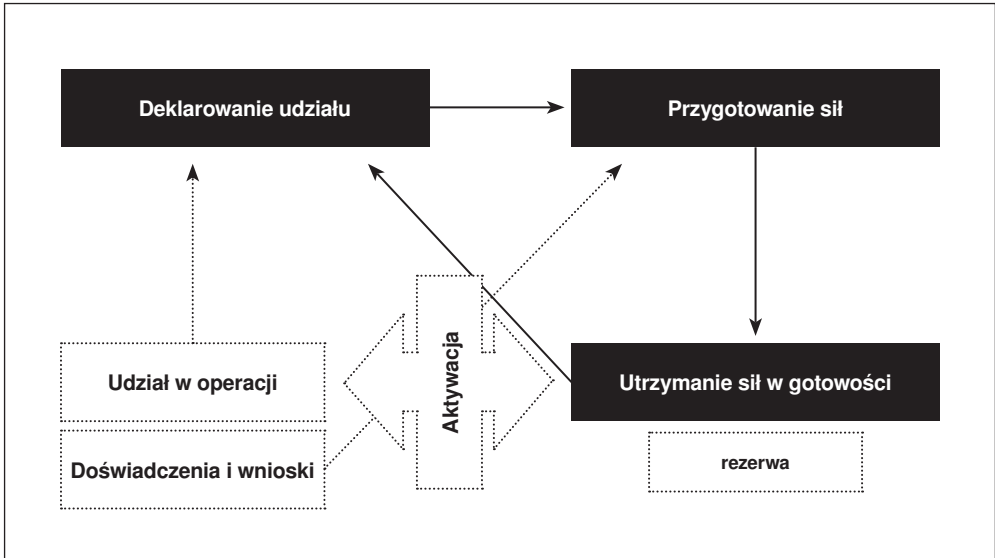 Deklarowanie udziału
Przygotowanie sił
Aktywacja
Udział w operacji
Utrzymanie sił w gotowości
Doświadczenia i wnioski
rezerwa